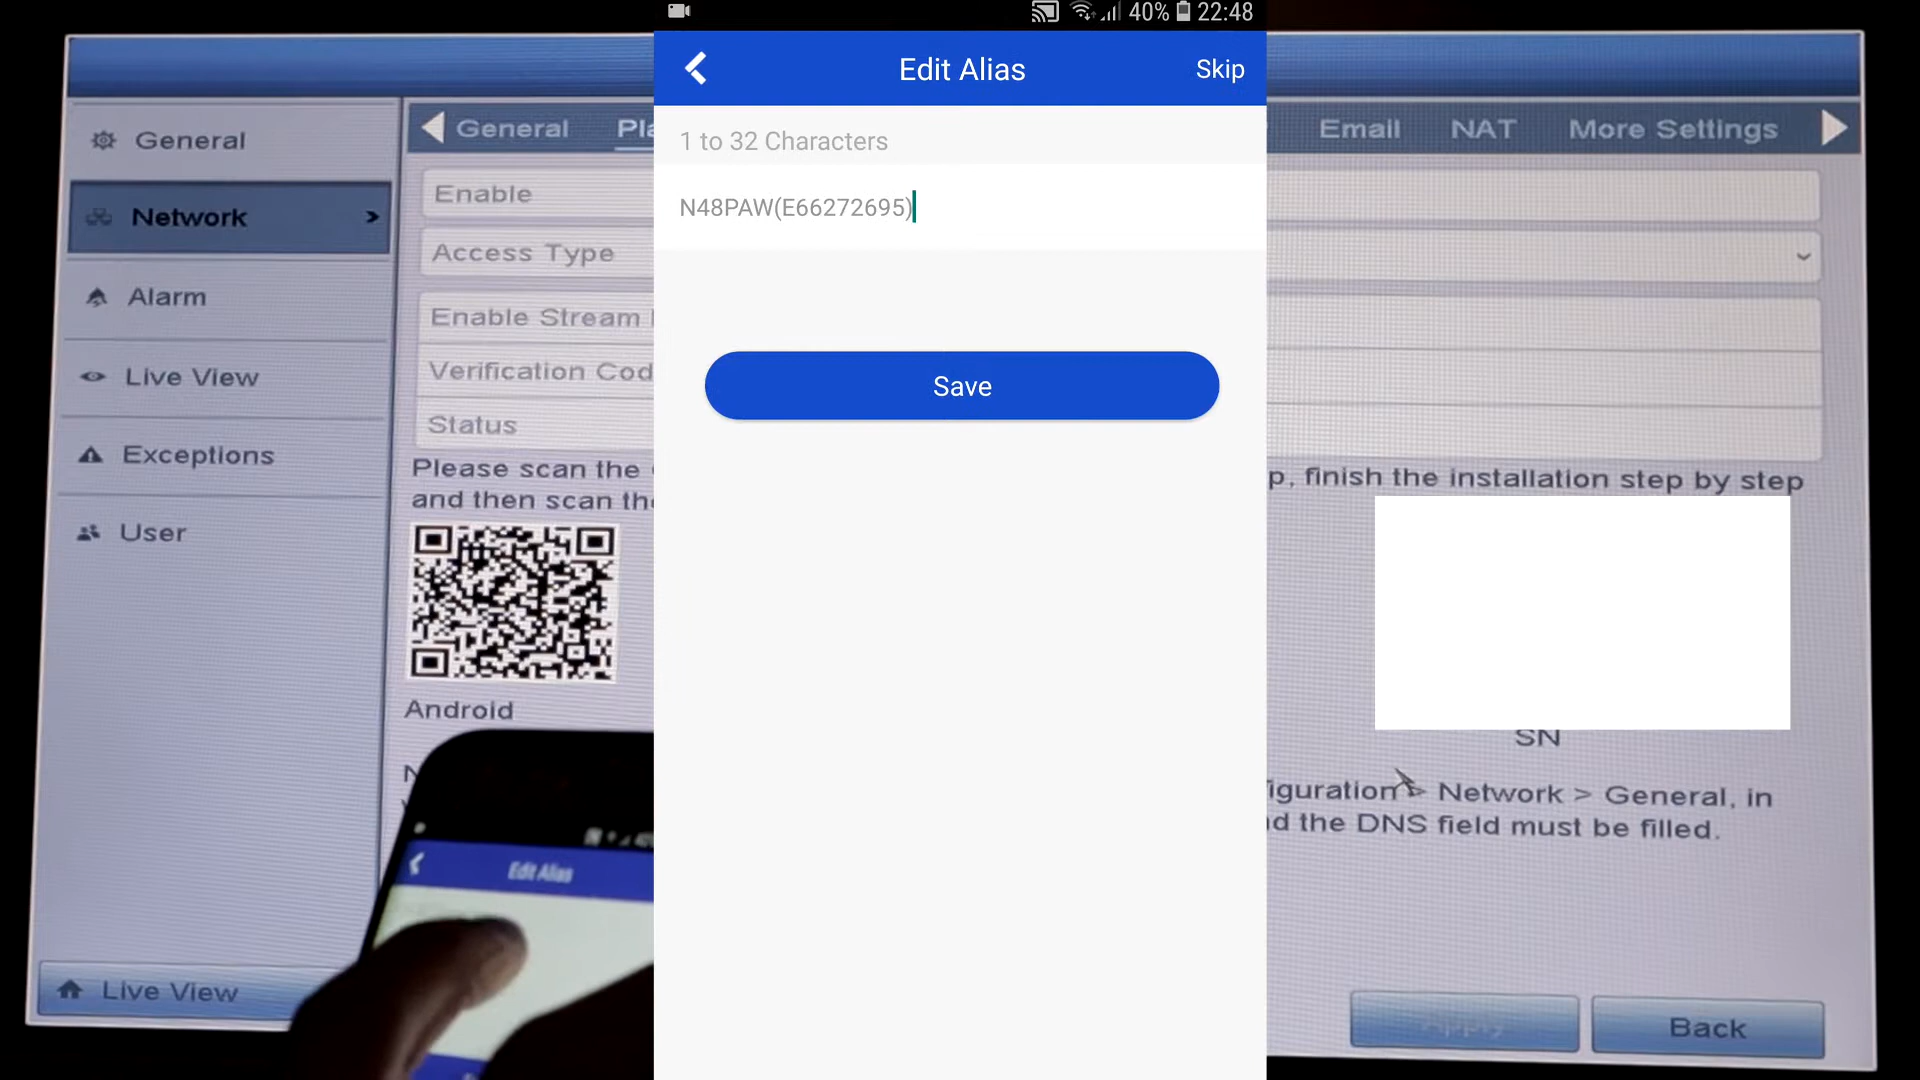 40% 22:48
Edit Alias Skip
1 to 32 Characters
N48PAW(E66272695)
Save
General
Network
Alarm
Live View
Exceptions
User
Live View
General Email NAT More Settings
Enable
Access Type
Enable Stream
Verification Cod
Status
Please scan the p, finish the installation step by step
and then scan the
Android
SN
iguration > Network > General, in
d the DNS field must be filled.
Edit Alias
Apply Back